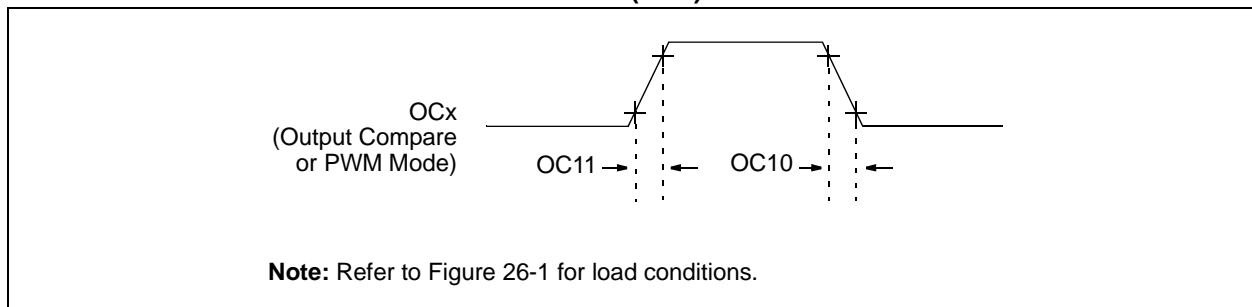 OCx
(Output Compare
or PWM Mode)
OC11
OC10
Note: Refer to Figure 26-1 for load conditions.